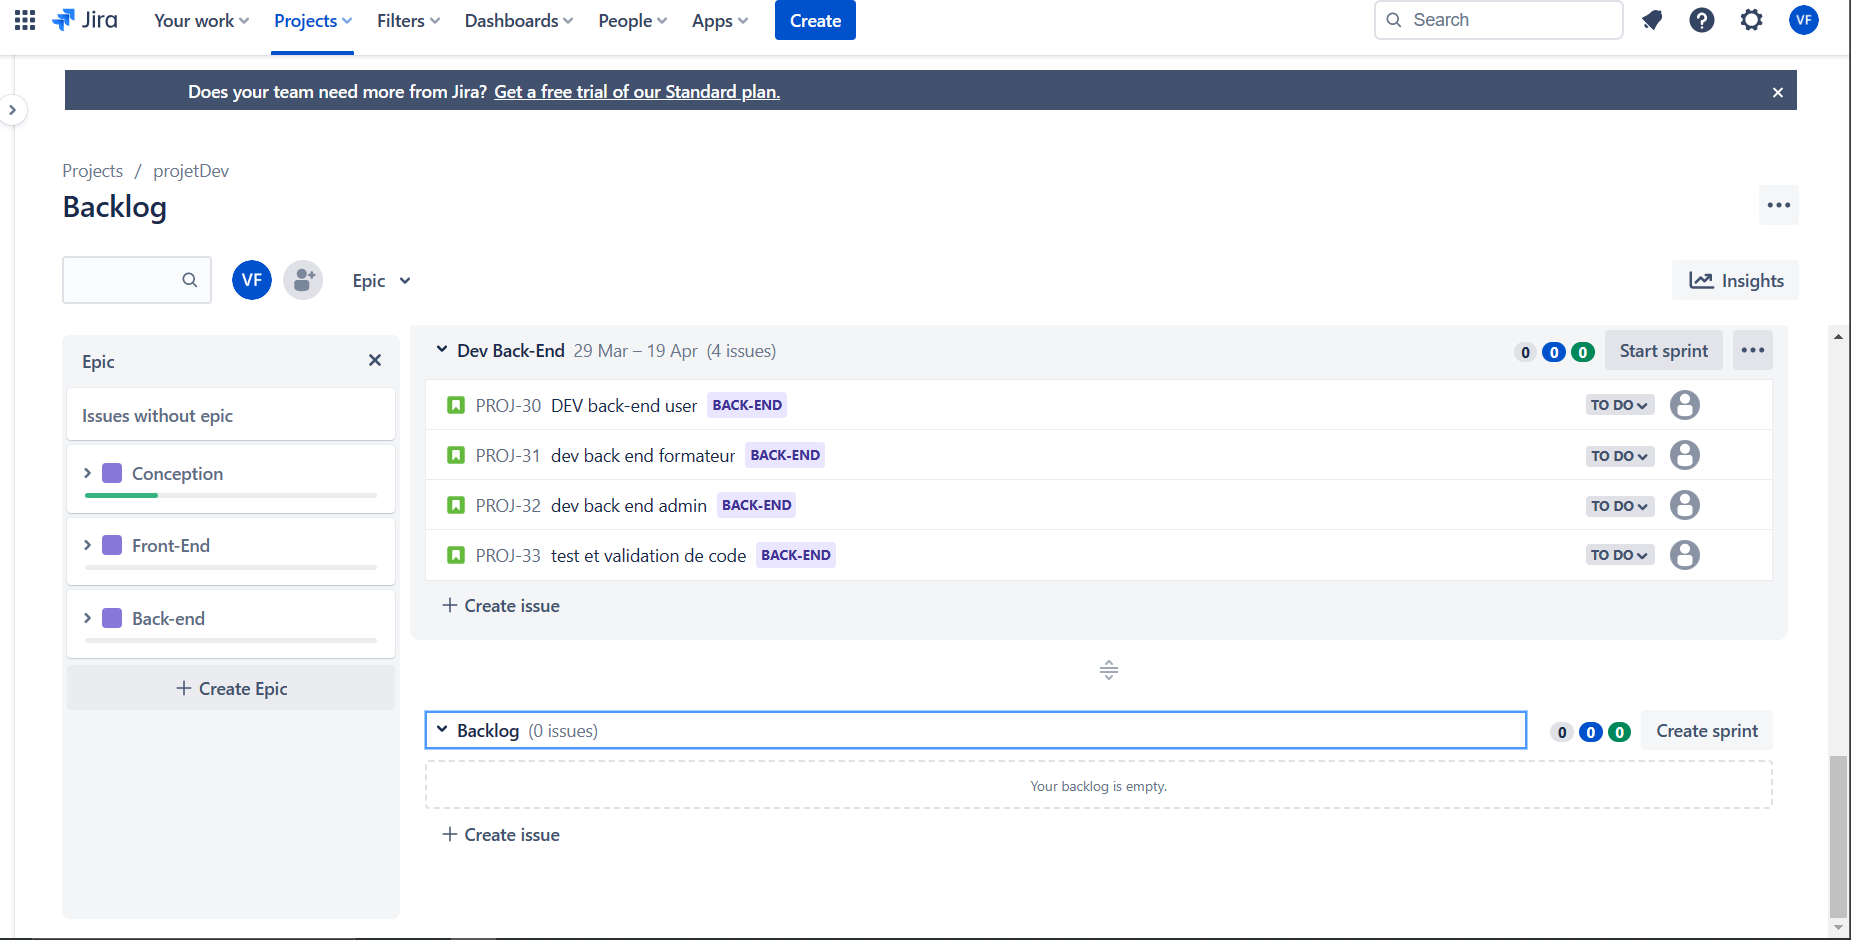 Jira Your work Projects Filters Dashboards People Apps Create Search VF
Does your team need more from Jira? Get a free trial of our Standard plan.
Projects / projetDev
Backlog
VF Epic Insights
Epic
Issues without epic
Conception
Front-End
Back-end
Create Epic
Dev Back-End 29 Mar – 19 Apr (4 issues) 0 0 0 Start sprint
PROJ-30 DEV back-end user BACK-END TO DO
PROJ-31 dev back end formateur BACK-END TO DO
PROJ-32 dev back end admin BACK-END TO DO
PROJ-33 test et validation de code BACK-END TO DO
Create issue
Backlog (0 issues) 0 0 0 Create sprint
Your backlog is empty.
Create issue